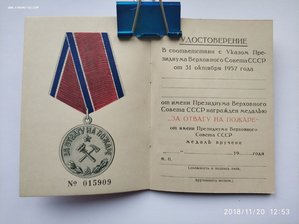 ЗА ОТВАГУ НА ПОЖАРЕ
№ 015909
УДОСТОВЕРЕНИЕ
В соответствии с Указом Пре-
зидиума Верховного Совета СССР
от 31 октября 1957 года
от имени Президиума Верховного
Совета СССР награжден медалью
"ЗА ОТВАГУ НА ПОЖАРЕ"
от имени Президиума Верховного
Совета СССР
медаль вручена
19 года
М. П.
2018/11/20 12:53